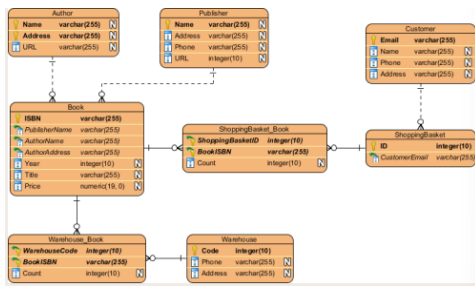 Author
Name varchar(255) N
Address varchar(255) N
URL varchar(255) N
Publisher
Name varchar(255)
Address varchar(255) N
Phone varchar(255) N
URL integer(10) N
Customer
Email varchar(255)
Name varchar(255) N
Phone varchar(255) N
Address varchar(255) N
Book
ISBN varchar(255)
PublisherName varchar(255)
AuthorName varchar(255)
AuthorAddress varchar(255)
Year integer(10) N
Title varchar(255) N
Price numeric(19, 0) N
ShoppingBasket_Book
ShoppingBasketID integer(10)
BookISBN varchar(255)
Count integer(10) N
ShoppingBasket
ID integer(10)
CustomerEmail varchar(255)
Warehouse_Book
WarehouseCode integer(10)
BookISBN varchar(255)
Count integer(10) N
Warehouse
Code integer(10)
Phone varchar(255) N
Address varchar(255) N